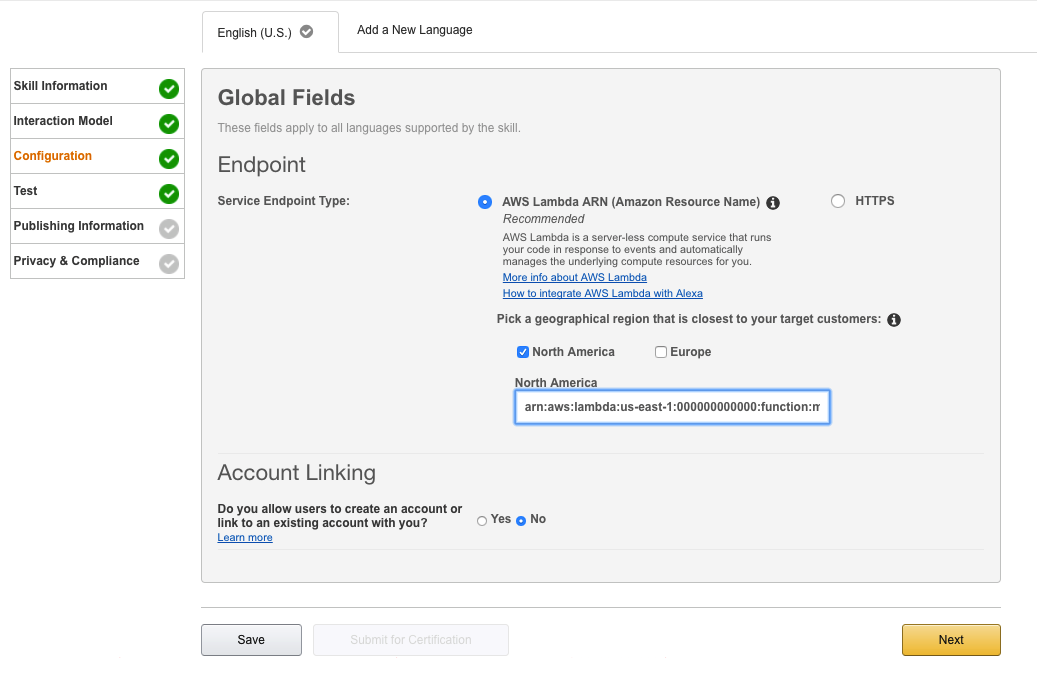 English (U.S.)
Add a New Language
Skill Information
Interaction Model
Configuration
Test
Publishing Information
Privacy & Compliance
Global Fields
These fields apply to all languages supported by the skill.
Endpoint
Service Endpoint Type:
AWS Lambda ARN (Amazon Resource Name)
HTTPS
Recommended
AWS Lambda is a server-less compute service that runs
your code in response to events and automatically
manages the underlying compute resources for you.
More info about AWS Lambda
How to integrate AWS Lambda with Alexa
Pick a geographical region that is closest to your target customers:
North America
Europe
North America
arn:aws:lambda:us-east-1:000000000000:function:m
Account Linking
Do you allow users to create an account or
link to an existing account with you?
Yes
No
Learn more
Save
Submit for Certification
Next